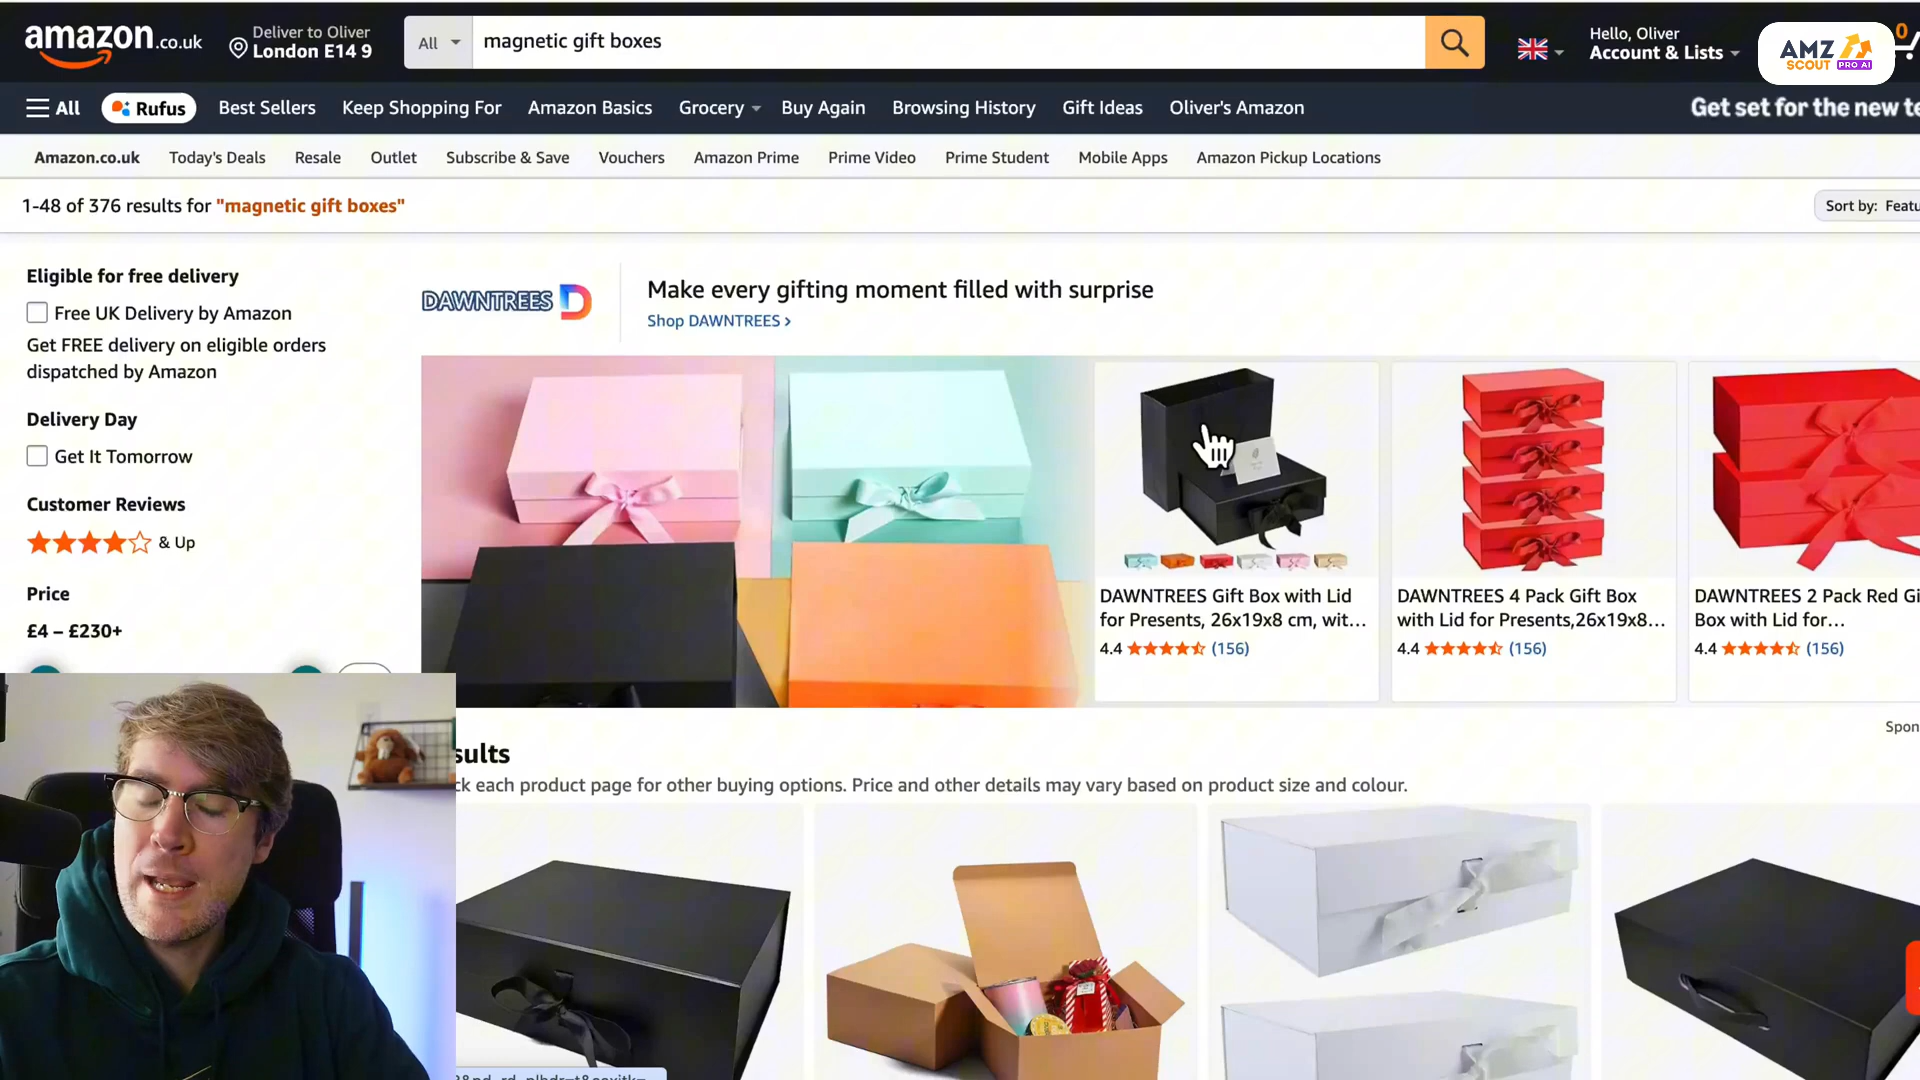 amazon.co.uk
Deliver to Oliver
London E14 9
All
magnetic gift boxes
Hello, Oliver
Account & Lists
0
AMZ
SCOUT PRO AI
All
Rufus
Best Sellers
Keep Shopping For
Amazon Basics
Grocery
Buy Again
Browsing History
Gift Ideas
Oliver's Amazon
Get set for the new te
Amazon.co.uk
Today's Deals
Resale
Outlet
Subscribe & Save
Vouchers
Amazon Prime
Prime Video
Prime Student
Mobile Apps
Amazon Pickup Locations
1-48 of 376 results for "magnetic gift boxes"
Sort by: Featu
Eligible for free delivery
Free UK Delivery by Amazon
Get FREE delivery on eligible orders
dispatched by Amazon
Delivery Day
Get It Tomorrow
Customer Reviews
& Up
Price
£4 – £230+
DAWNTREES D
Make every gifting moment filled with surprise
Shop DAWNTREES ›
DAWNTREES Gift Box with Lid
for Presents, 26x19x8 cm, wit...
4.4 (156)
DAWNTREES 4 Pack Gift Box
with Lid for Presents,26x19x8...
4.4 (156)
DAWNTREES 2 Pack Red Gi
Box with Lid for...
4.4 (156)
Spon
sults
ck each product page for other buying options. Price and other details may vary based on product size and colour.